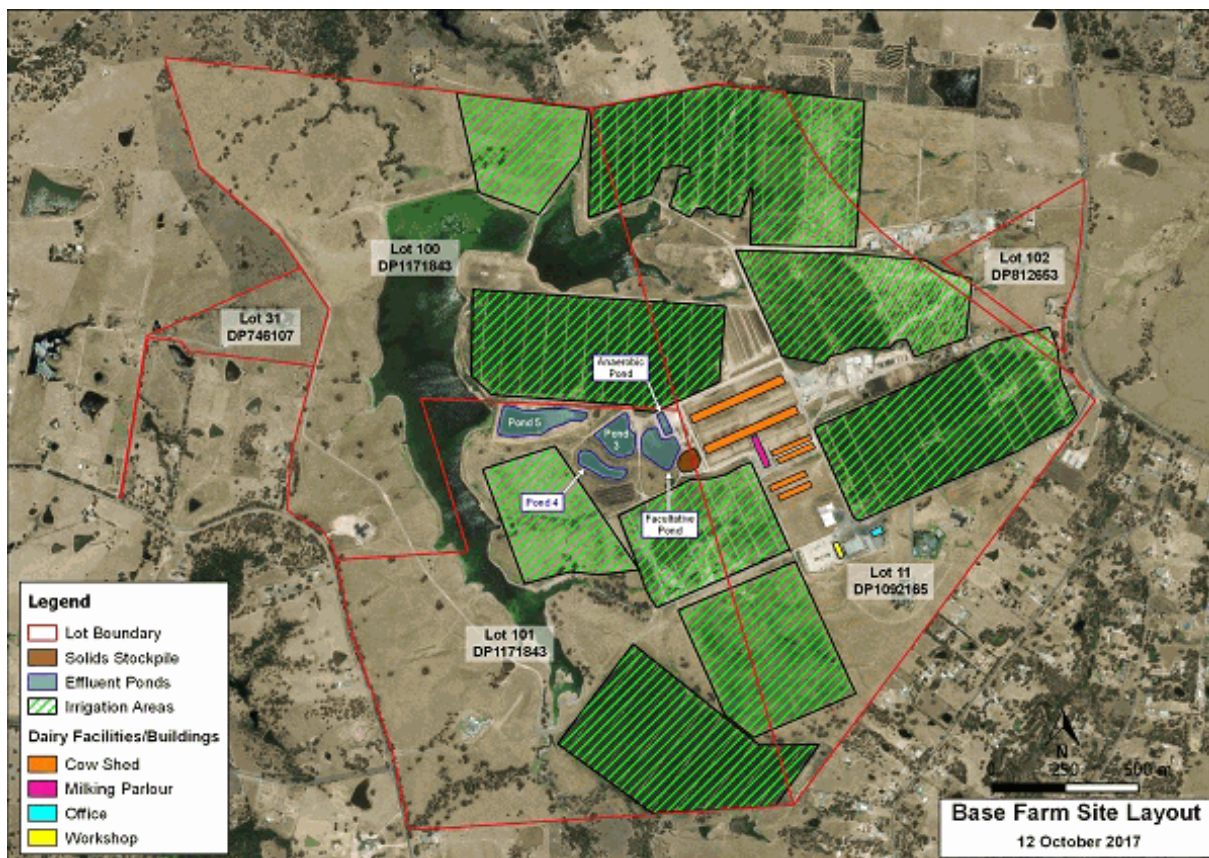 Lot 100
DP1171843
Lot 102
DP812653
Lot 31
DP746107
Anaerobic
Pond
Pond 5
Pond
3
Pond 4
Facultative
Pond
Lot 11
DP1092165
Lot 101
DP1171843
Legend
Lot Boundary
Solids Stockpile
Effluent Ponds
Irrigation Areas
Dairy Facilities/Buildings
Cow Shed
Milking Parlour
Office
Workshop
N
0 250 500 m
Base Farm Site Layout
12 October 2017